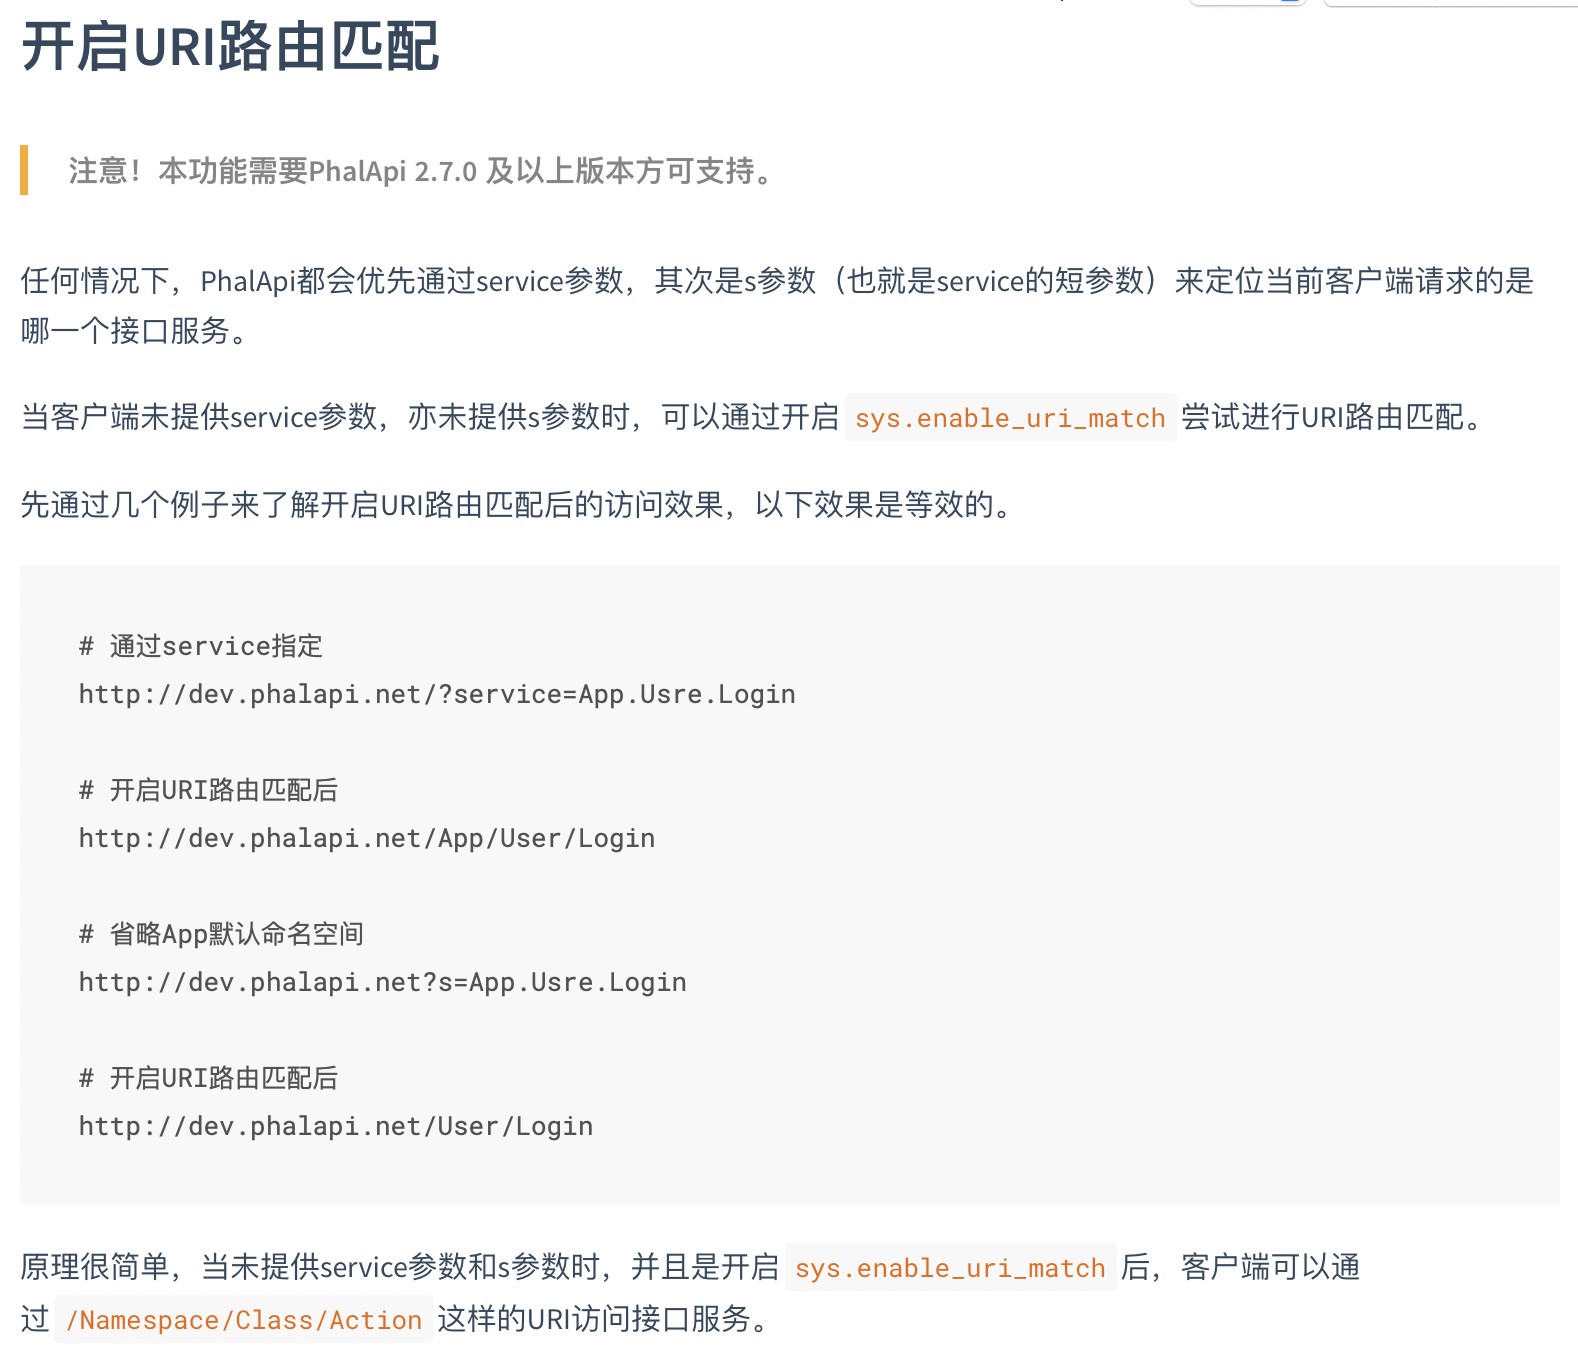 开启URI路由匹配
注意！本功能需要PhalApi 2.7.0 及以上版本方可支持。
任何情况下，PhalApi都会优先通过service参数，其次是s参数（也就是service的短参数）来定位当前客户端请求的是
哪一个接口服务。
当客户端未提供service参数，亦未提供s参数时，可以通过开启 sys.enable_uri_match 尝试进行URI路由匹配。
先通过几个例子来了解开启URI路由匹配后的访问效果，以下效果是等效的。
# 通过service指定
http://dev.phalapi.net/?service=App.Usre.Login
# 开启URI路由匹配后
http://dev.phalapi.net/App/User/Login
# 省略App默认命名空间
http://dev.phalapi.net?s=App.Usre.Login
# 开启URI路由匹配后
http://dev.phalapi.net/User/Login
原理很简单，当未提供service参数和s参数时，并且是开启 sys.enable_uri_match 后，客户端可以通
过 /Namespace/Class/Action 这样的URI访问接口服务。